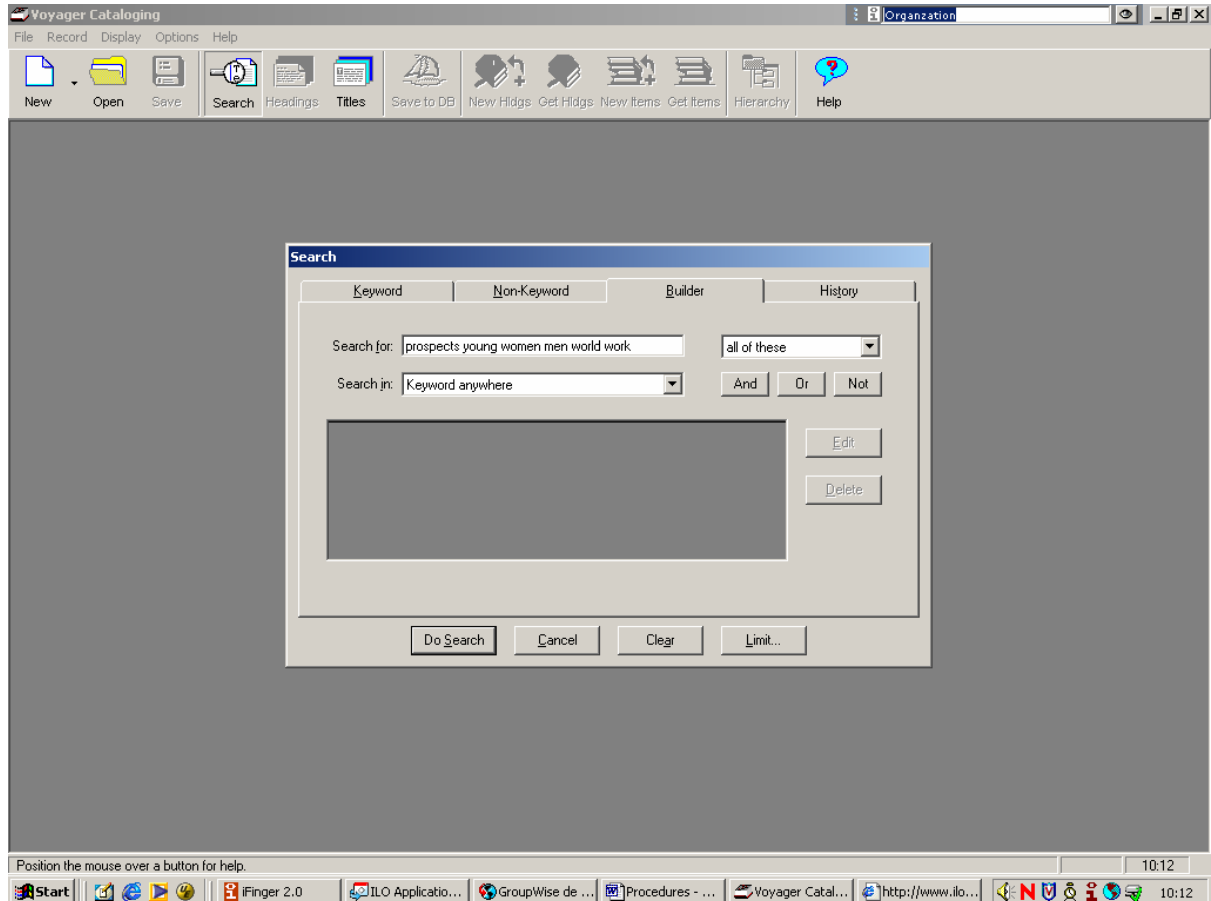 Voyager Cataloging
Organzation
File Record Display Options Help
New Open Save Search Headings Titles Save to DB New Hldgs Get Hldgs New Items Get Items Hierarchy Help
Search
Keyword Non-Keyword Builder History
Search for: prospects young women men world work all of these
Search in: Keyword anywhere And Or Not
Edit
Delete
Do Search Cancel Clear Limit...
Position the mouse over a button for help. 10:12
Start iFinger 2.0 ILO Applicatio... GroupWise de ... Procedures - ... Voyager Catal... http://www.ilo... 10:12